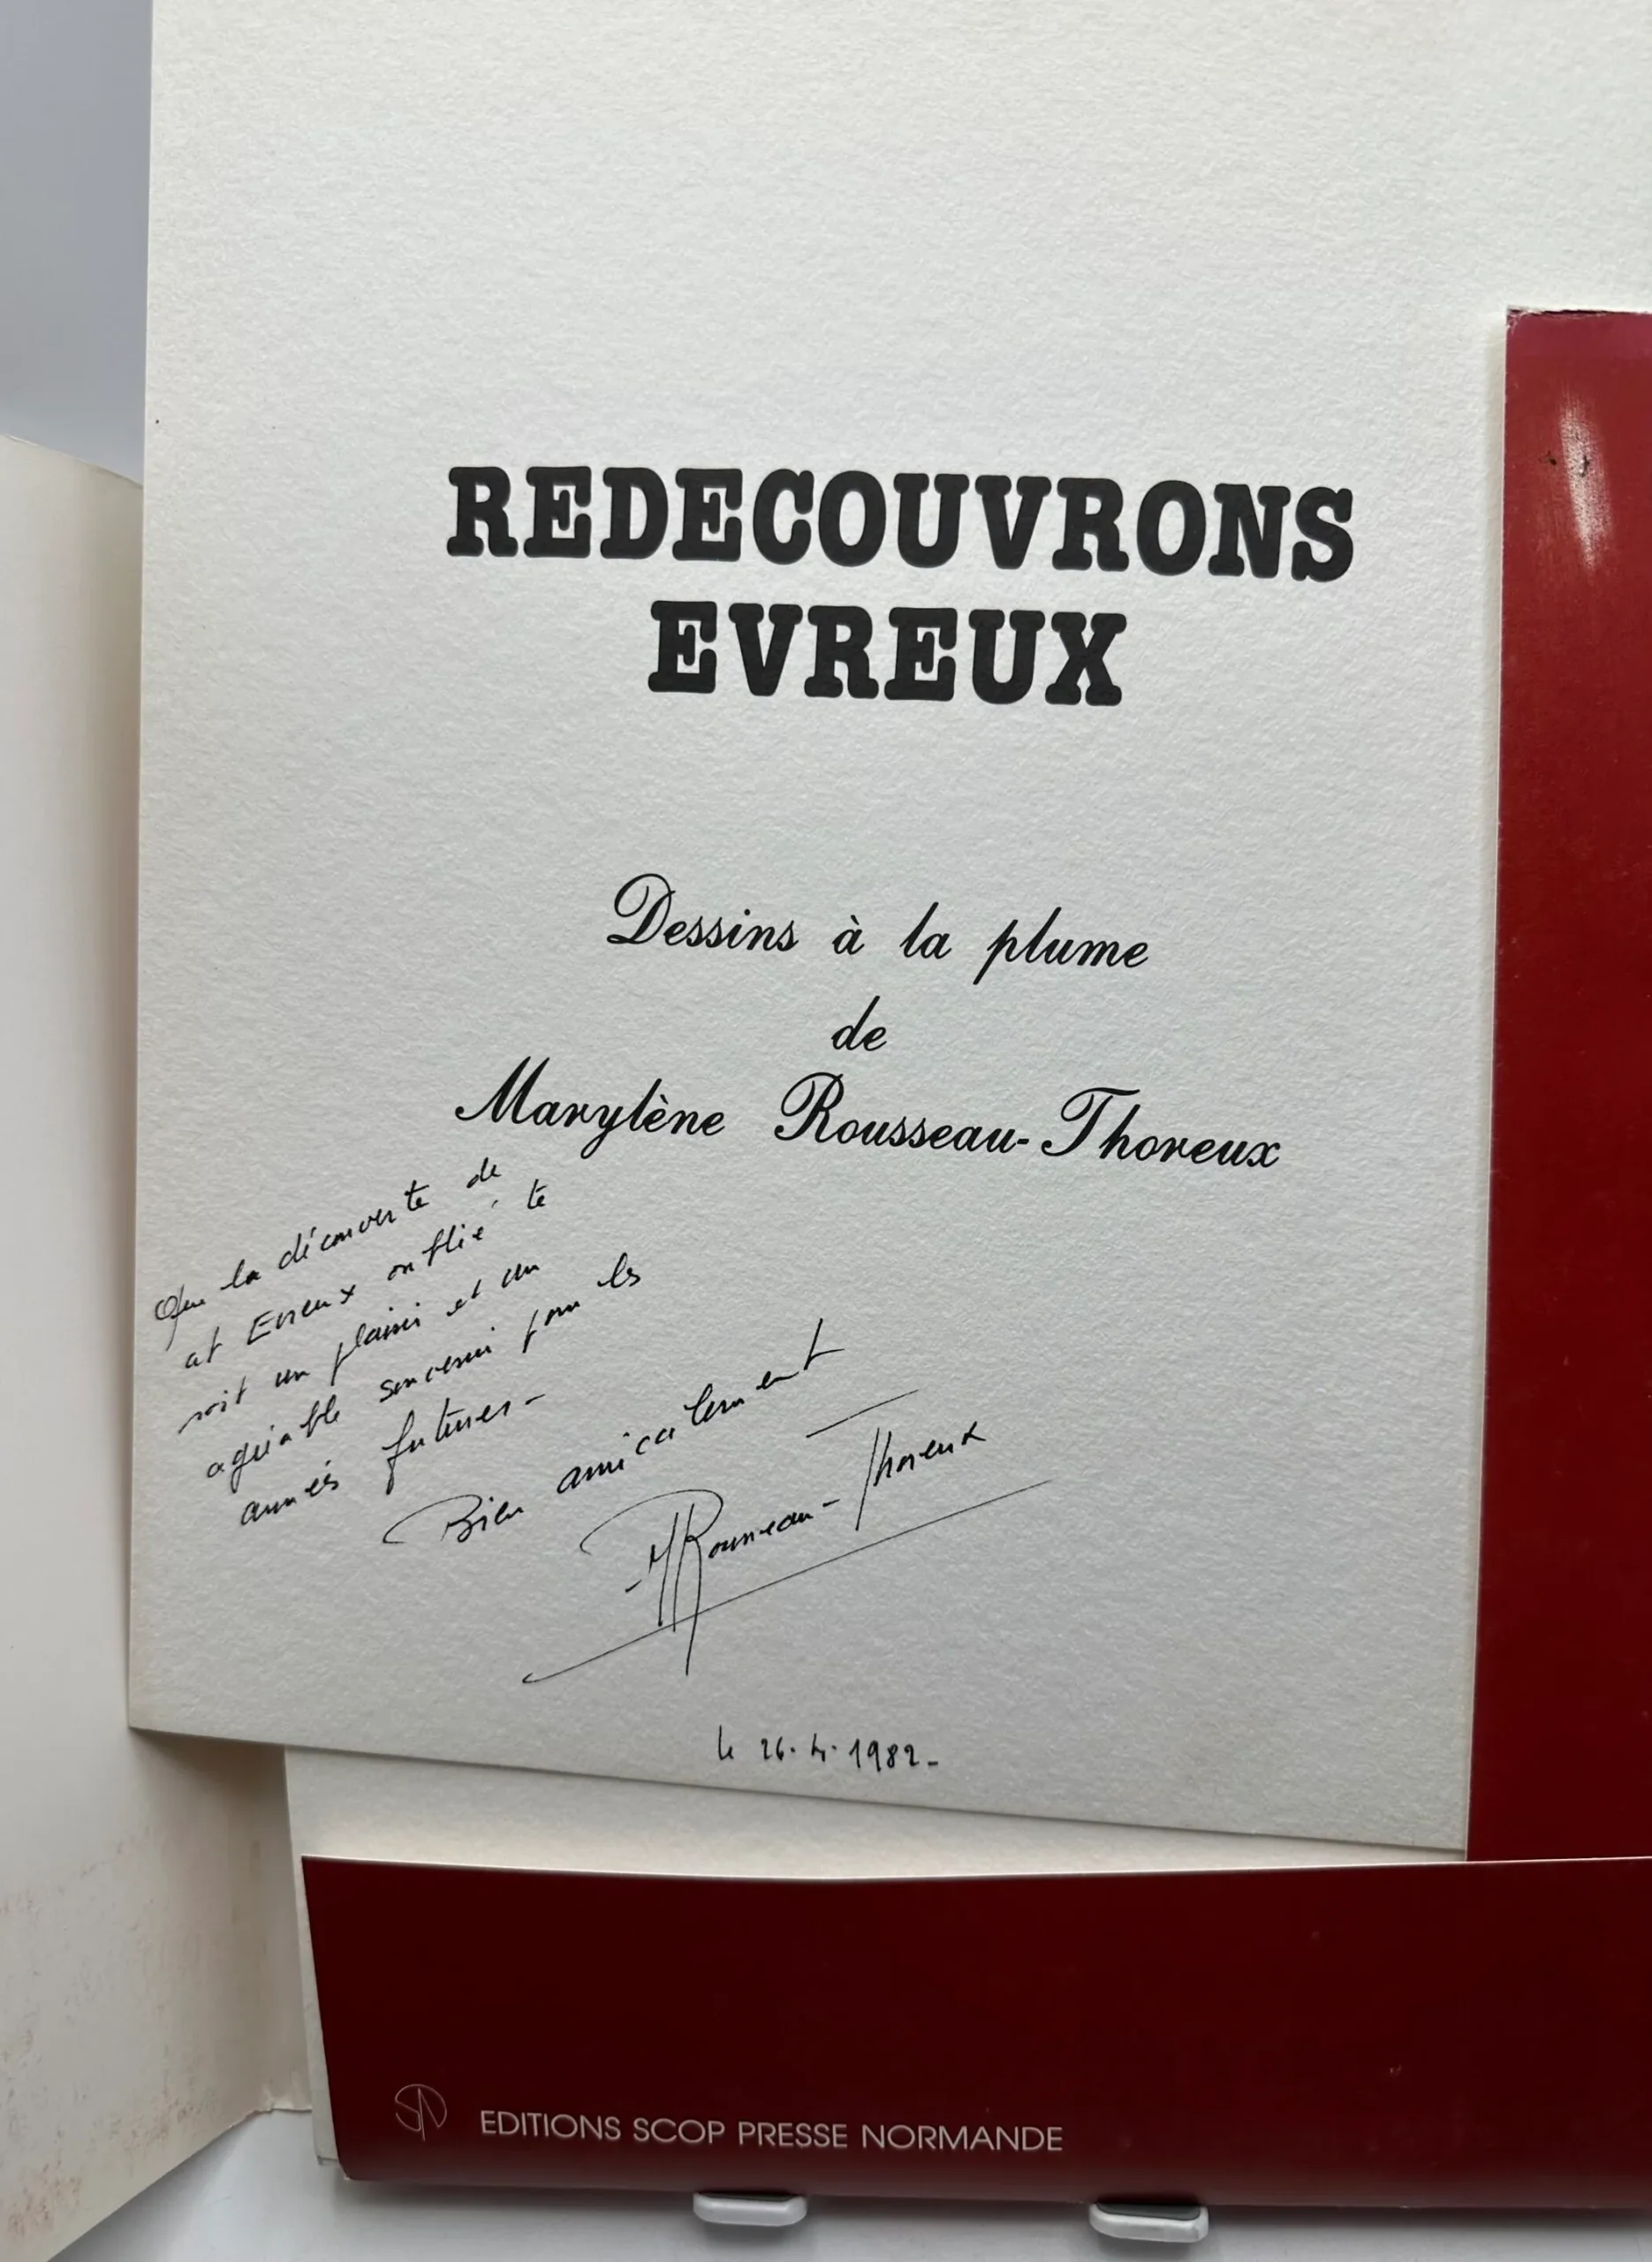 REDECOUVRONS
EVREUX
Dessins à la plume
de
Marylène Rousseau-Thoreux
Que la découverte de
cet Evreux oublié te
soit un plaisir et un
agréable souvenir pour les
années futures-
Bien amicalement
MRousseau-Thoreux
le 26.4.1982-
EDITIONS SCOP PRESSE NORMANDE